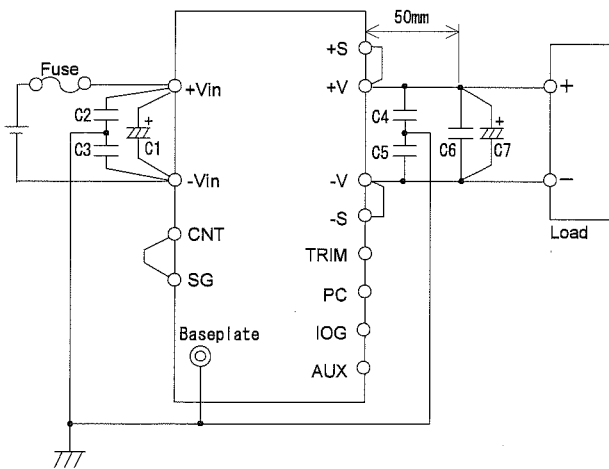 50mm
+S
Fuse
+Vin
+V
+
C2
C4
+
+
C3
C1
C5
C6
C7
-Vin
-V
−
-S
CNT
Load
TRIM
SG
PC
Baseplate
IOG
AUX